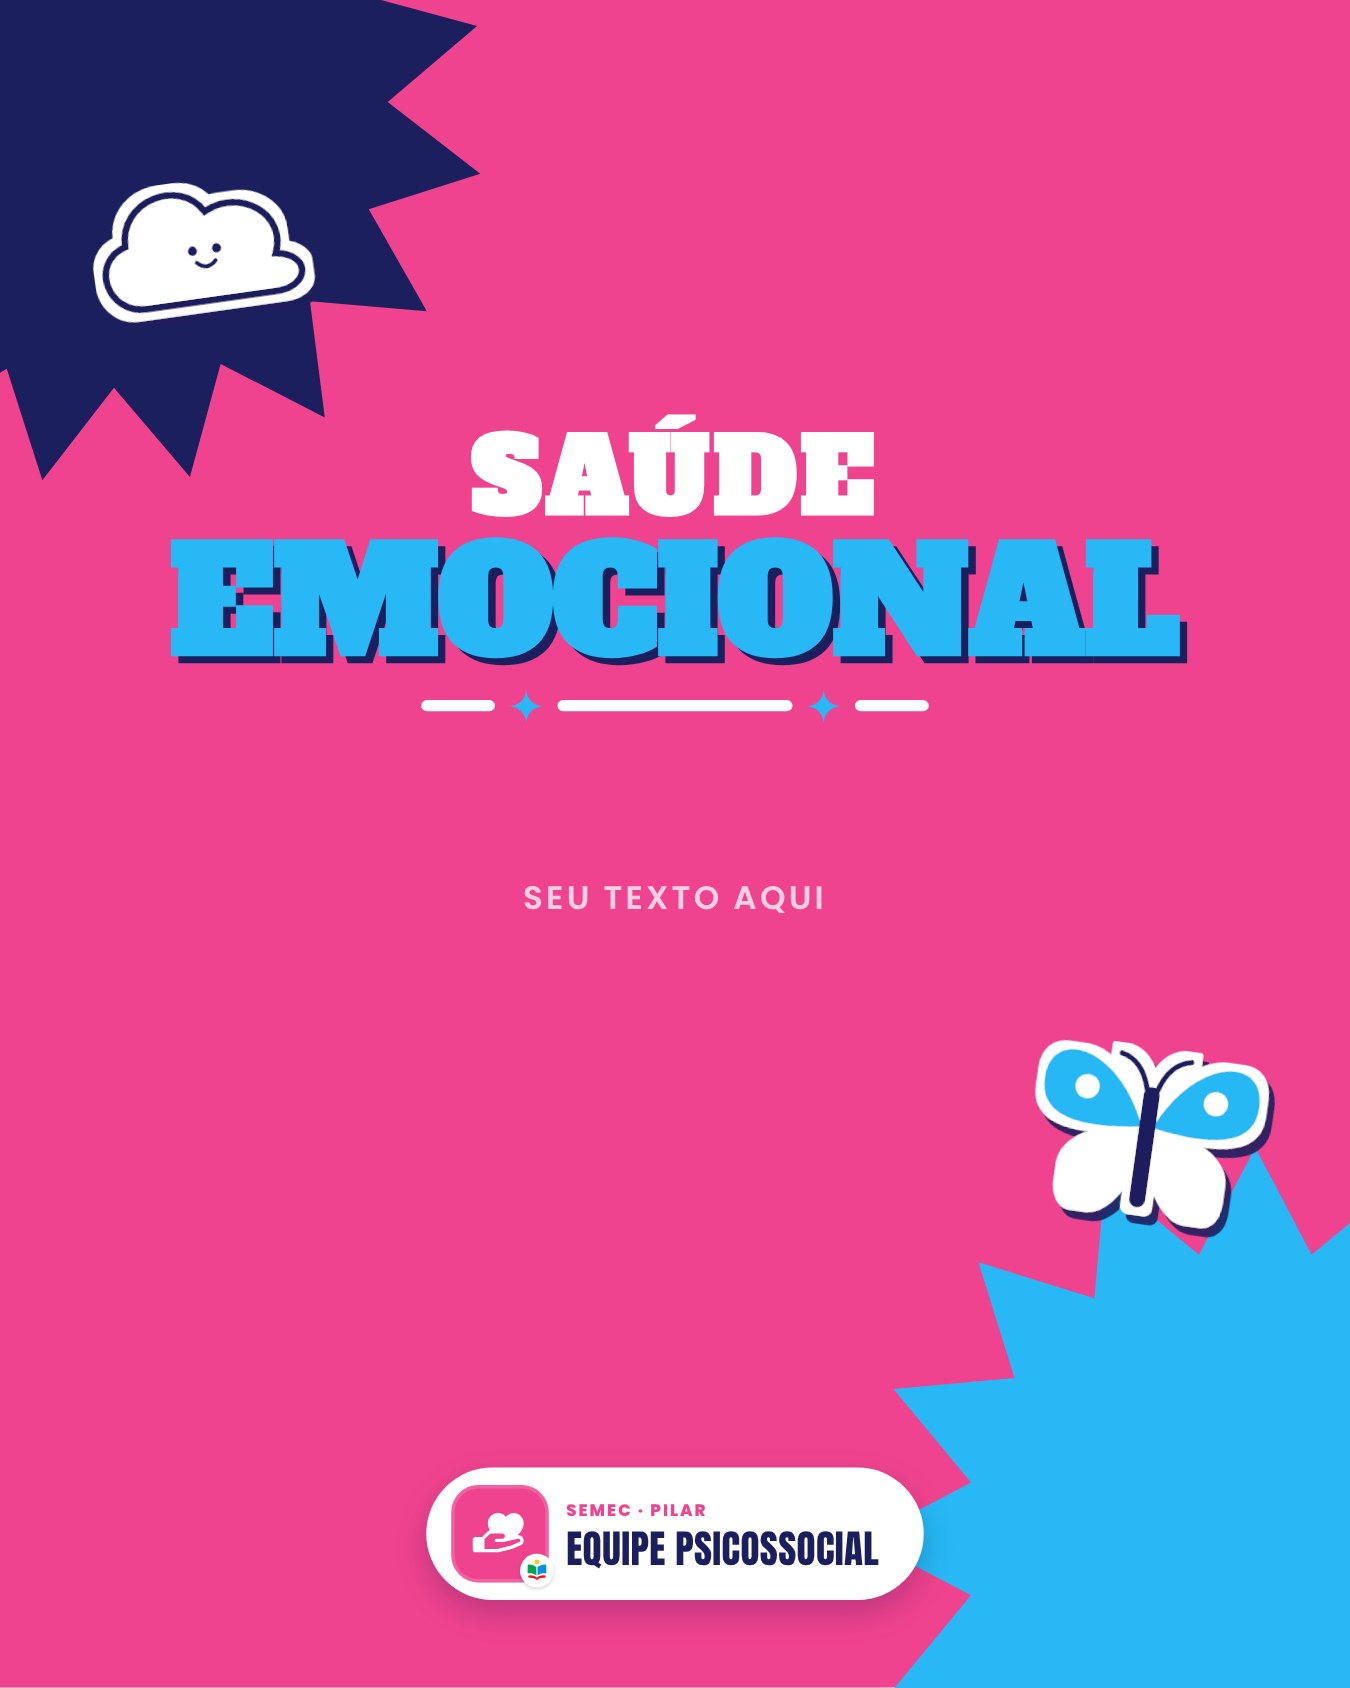 SAÚDE
EMOCIONAL
SEU TEXTO AQUI
SEMEC · PILAR
EQUIPE PSICOSSOCIAL